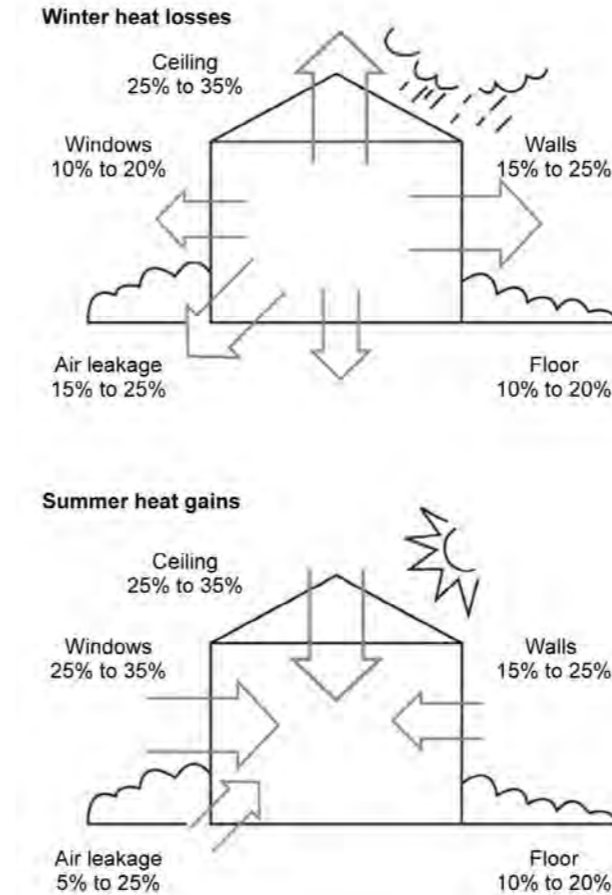 Winter heat losses
Ceiling
25% to 35%
Windows
10% to 20%
Walls
15% to 25%
Air leakage
15% to 25%
Floor
10% to 20%
Summer heat gains
Ceiling
25% to 35%
Windows
25% to 35%
Walls
15% to 25%
Air leakage
5% to 25%
Floor
10% to 20%